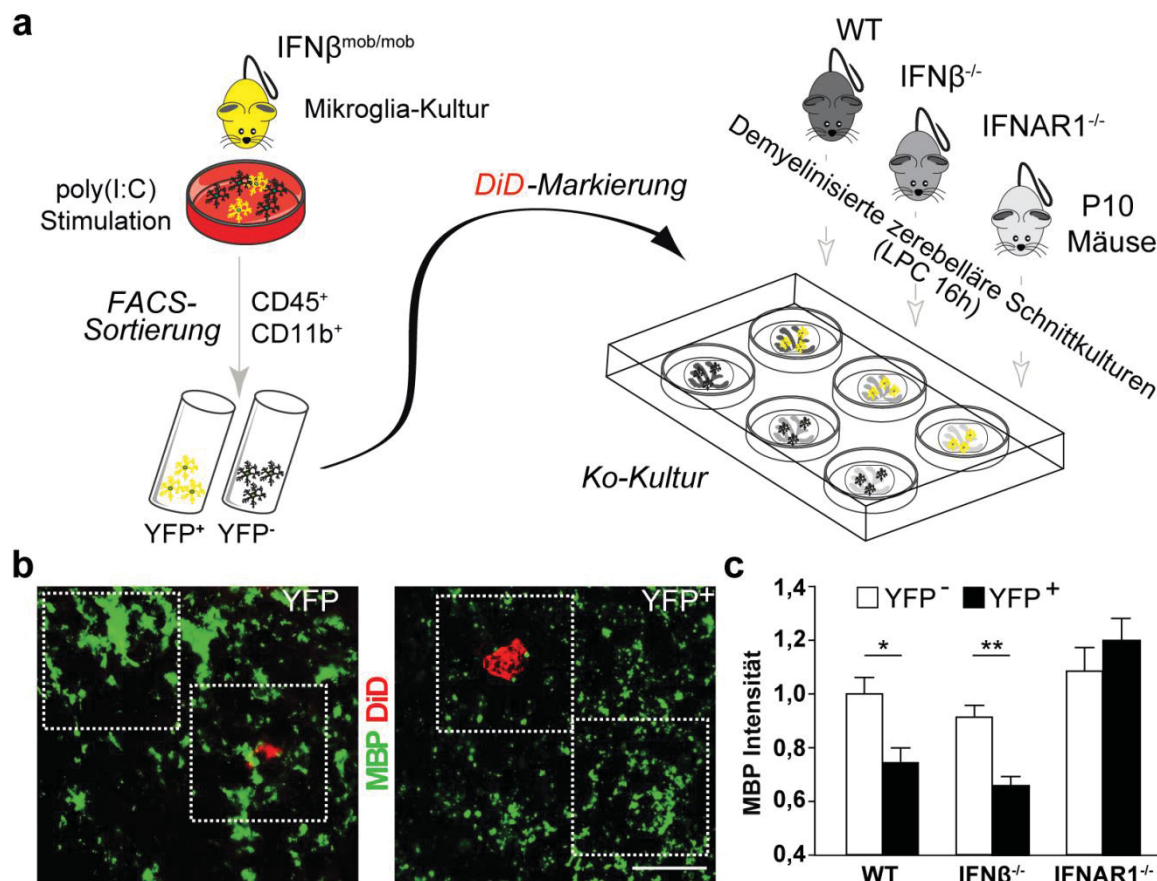 a
IFNβmob/mob
Mikroglia-Kultur
poly(I:C)
Stimulation
FACS-
Sortierung
CD45+
CD11b+
YFP+
YFP-
DiD-Markierung
WT
IFNβ-/-
IFNAR1-/-
P10
Mäuse
Demyelinisierte zerebelläre Schnittkulturen
(LPC 16h)
Ko-Kultur
b
YFP
MBP DiD
YFP+
c
YFP - YFP +
MBP Intensität
1,4
1,2
1,0
0,8
0,6
0,4
* **
WT IFNβ-/- IFNAR1-/-